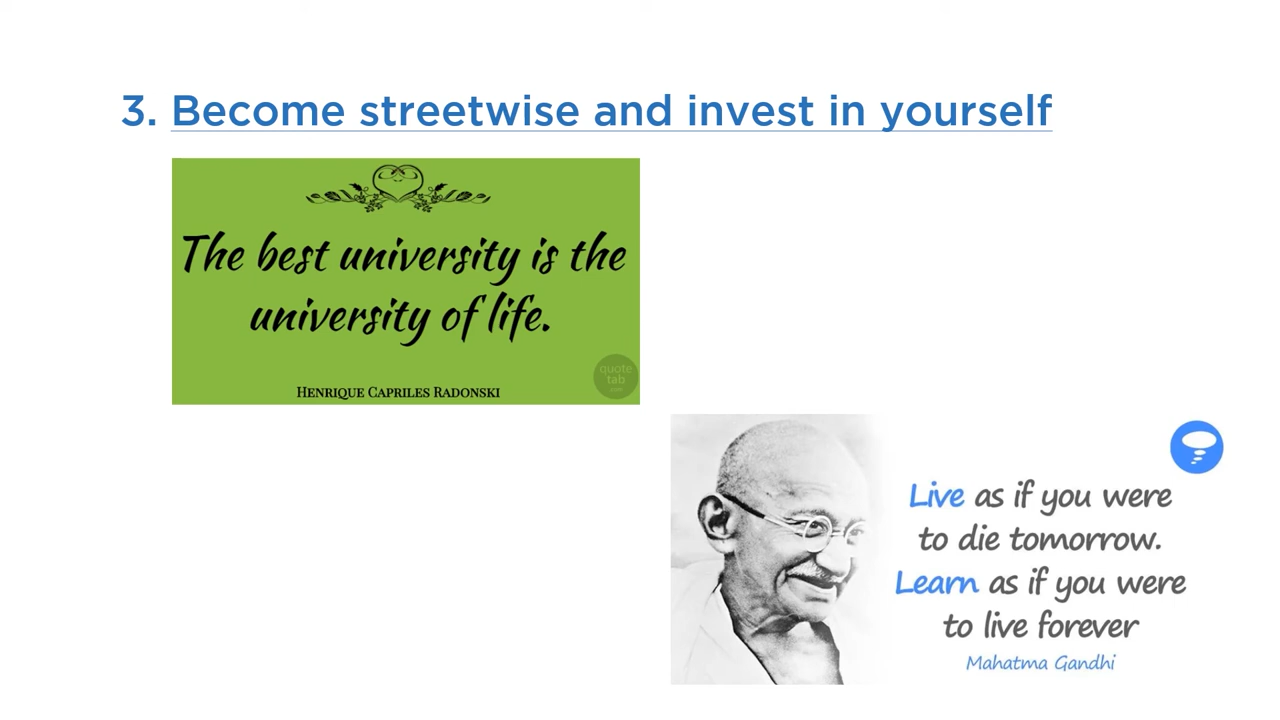 3. Become streetwise and invest in yourself
The best university is the
university of life.
quote
tab
.com
HENRIQUE CAPRILES RADONSKI
Live as if you were
to die tomorrow.
Learn as if you were
to live forever
Mahatma Gandhi